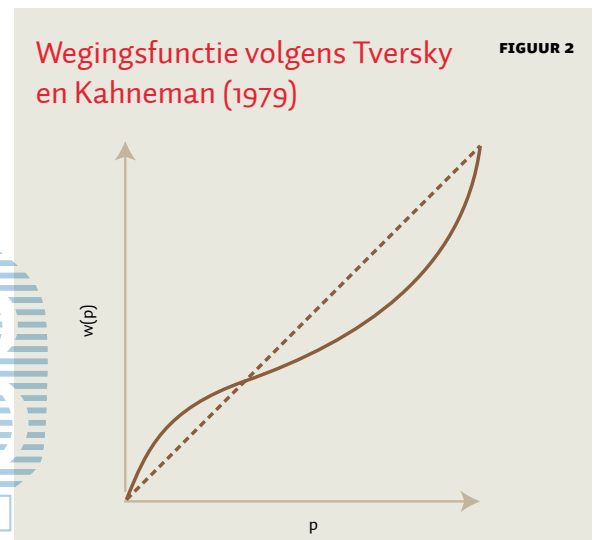 Wegingsfunctie volgens Tversky
en Kahneman (1979)
FIGUUR 2
w(p)
p